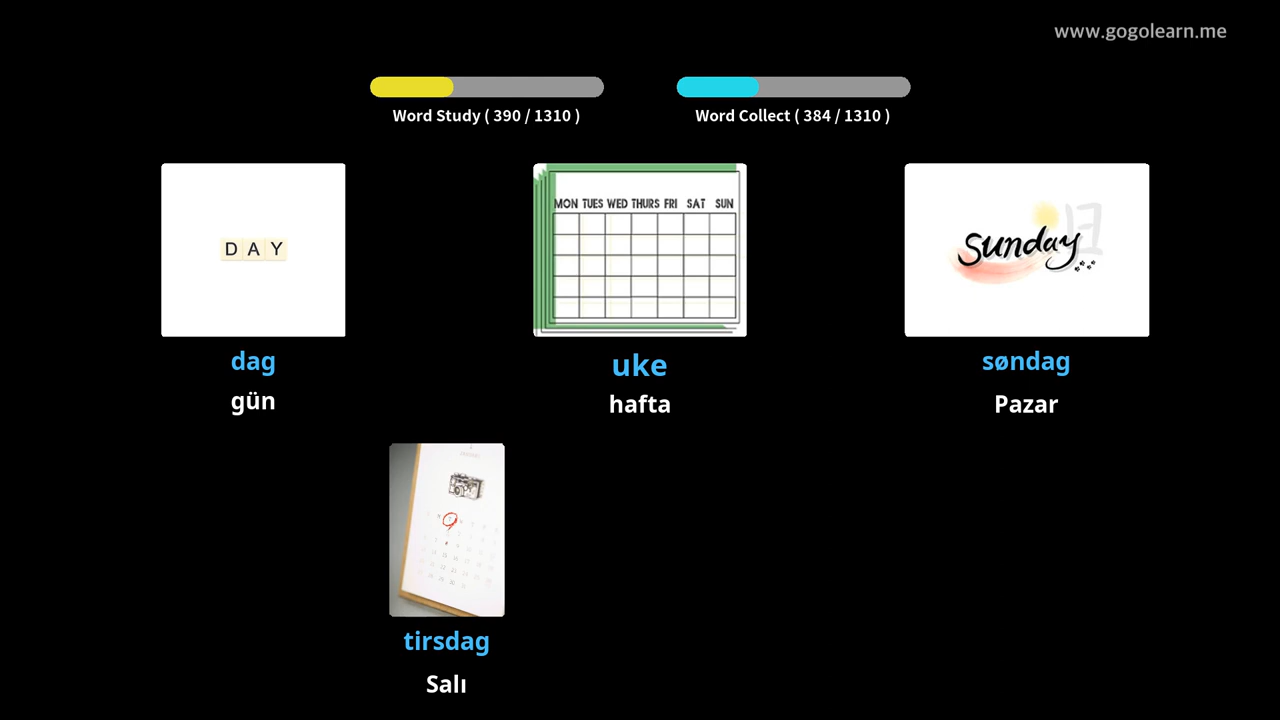 www.gogolearn.me
Word Study ( 390 / 1310 )
Word Collect ( 384 / 1310 )
D A Y
MON TUES WED THURS FRI SAT SUN
Sunday
dag
uke
søndag
gün
hafta
Pazar
tirsdag
Salı